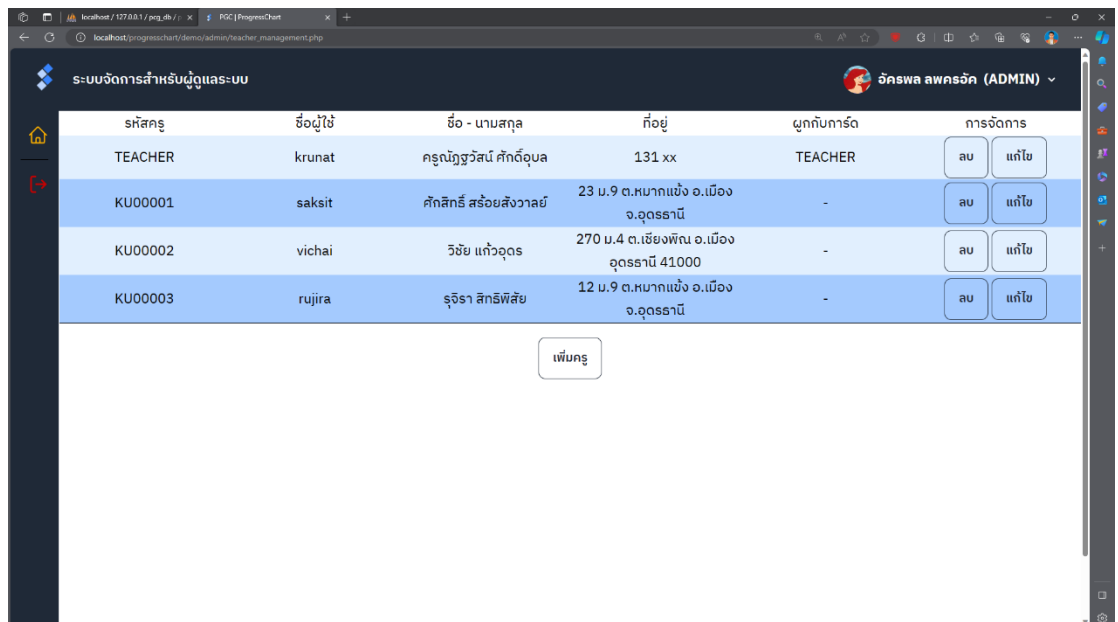 localhost / 127.0.0.1 / pcg_db / p
PGC | ProgressChart
localhost/progresschart/demo/admin/teacher_management.php
ระบบจัดการสำหรับผู้ดูแลระบบ
อัครพล ลพครอัค (ADMIN)
รหัสครู ชื่อผู้ใช้ ชื่อ - นามสกุล ที่อยู่ ผูกกับการ์ด การจัดการ
TEACHER krunat ครูณัฏฐวัสน์ ศักดิ์อุบล 131 xx TEACHER ลบ แก้ไข
KU00001 saksit ศักสิทธิ์ สร้อยสังวาลย์ 23 ม.9 ต.หมากแข้ง อ.เมือง
จ.อุดรธานี - ลบ แก้ไข
KU00002 vichai วิชัย แก้วอุดร 270 ม.4 ต.เชียงพิณ อ.เมือง
อุดรธานี 41000 - ลบ แก้ไข
KU00003 rujira รุจิรา สิทธิพิสัย 12 ม.9 ต.หมากแข้ง อ.เมือง
จ.อุดรธานี - ลบ แก้ไข
เพิ่มครู